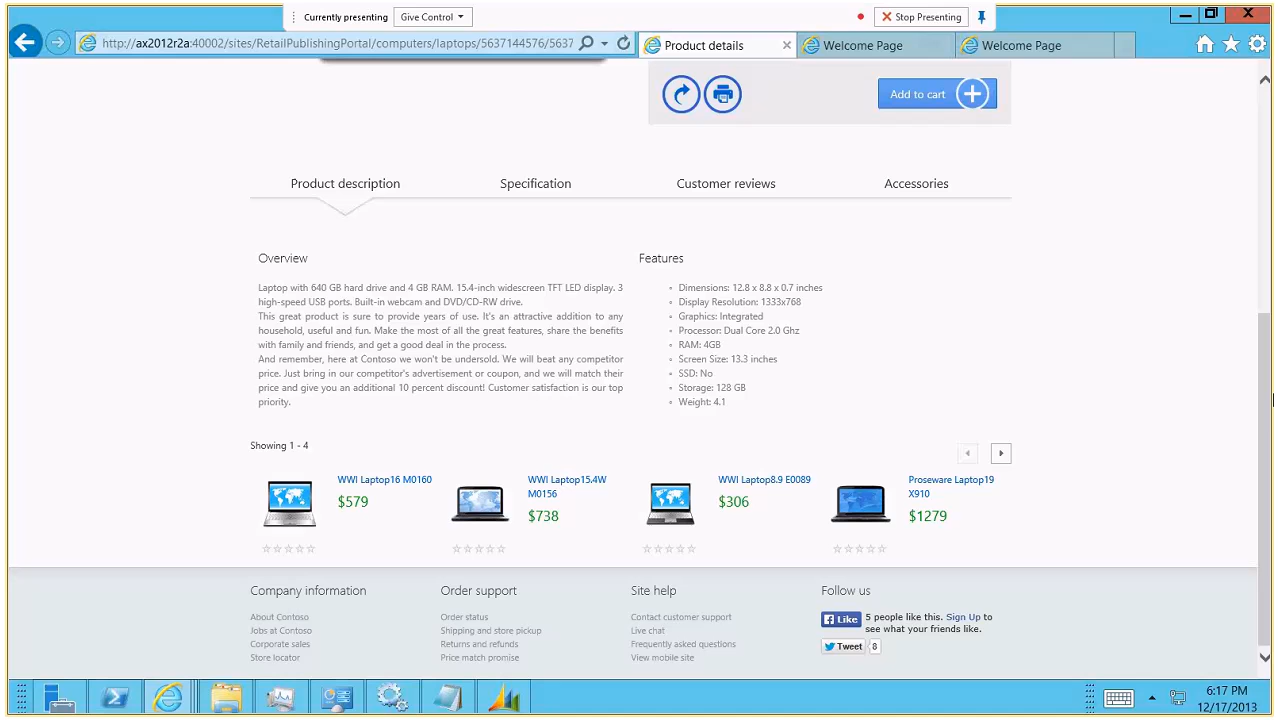 Currently presenting
Give Control
Stop Presenting
http://ax2012r2a:40002/sites/RetailPublishingPortal/computers/laptops/5637144576/5637
Product details
Welcome Page
Welcome Page
Add to cart
Product description
Specification
Customer reviews
Accessories
Overview
Laptop with 640 GB hard drive and 4 GB RAM. 15.4-inch widescreen TFT LED display. 3
high-speed USB ports. Built-in webcam and DVD/CD-RW drive.
This great product is sure to provide years of use. It's an attractive addition to any
household, useful and fun. Make the most of all the great features, share the benefits
with family and friends, and get a good deal in the process.
And remember, here at Contoso we won't be undersold. We will beat any competitor
price. Just bring in our competitor's advertisement or coupon, and we will match their
price and give you an additional 10 percent discount! Customer satisfaction is our top
priority.
Features
Dimensions: 12.8 x 8.8 x 0.7 inches
Display Resolution: 1333x768
Graphics: Integrated
Processor: Dual Core 2.0 Ghz
RAM: 4GB
Screen Size: 13.3 inches
SSD: No
Storage: 128 GB
Weight: 4.1
Showing 1 - 4
WWI Laptop16 M0160
$579
WWI Laptop15.4W
M0156
$738
WWI Laptop8.9 E0089
$306
Proseware Laptop19
X910
$1279
Company information
About Contoso
Jobs at Contoso
Corporate sales
Store locator
Order support
Order status
Shipping and store pickup
Returns and refunds
Price match promise
Site help
Contact customer support
Live chat
Frequently asked questions
View mobile site
Follow us
Like
5 people like this. Sign Up to
see what your friends like.
Tweet
8
6:17 PM
12/17/2013